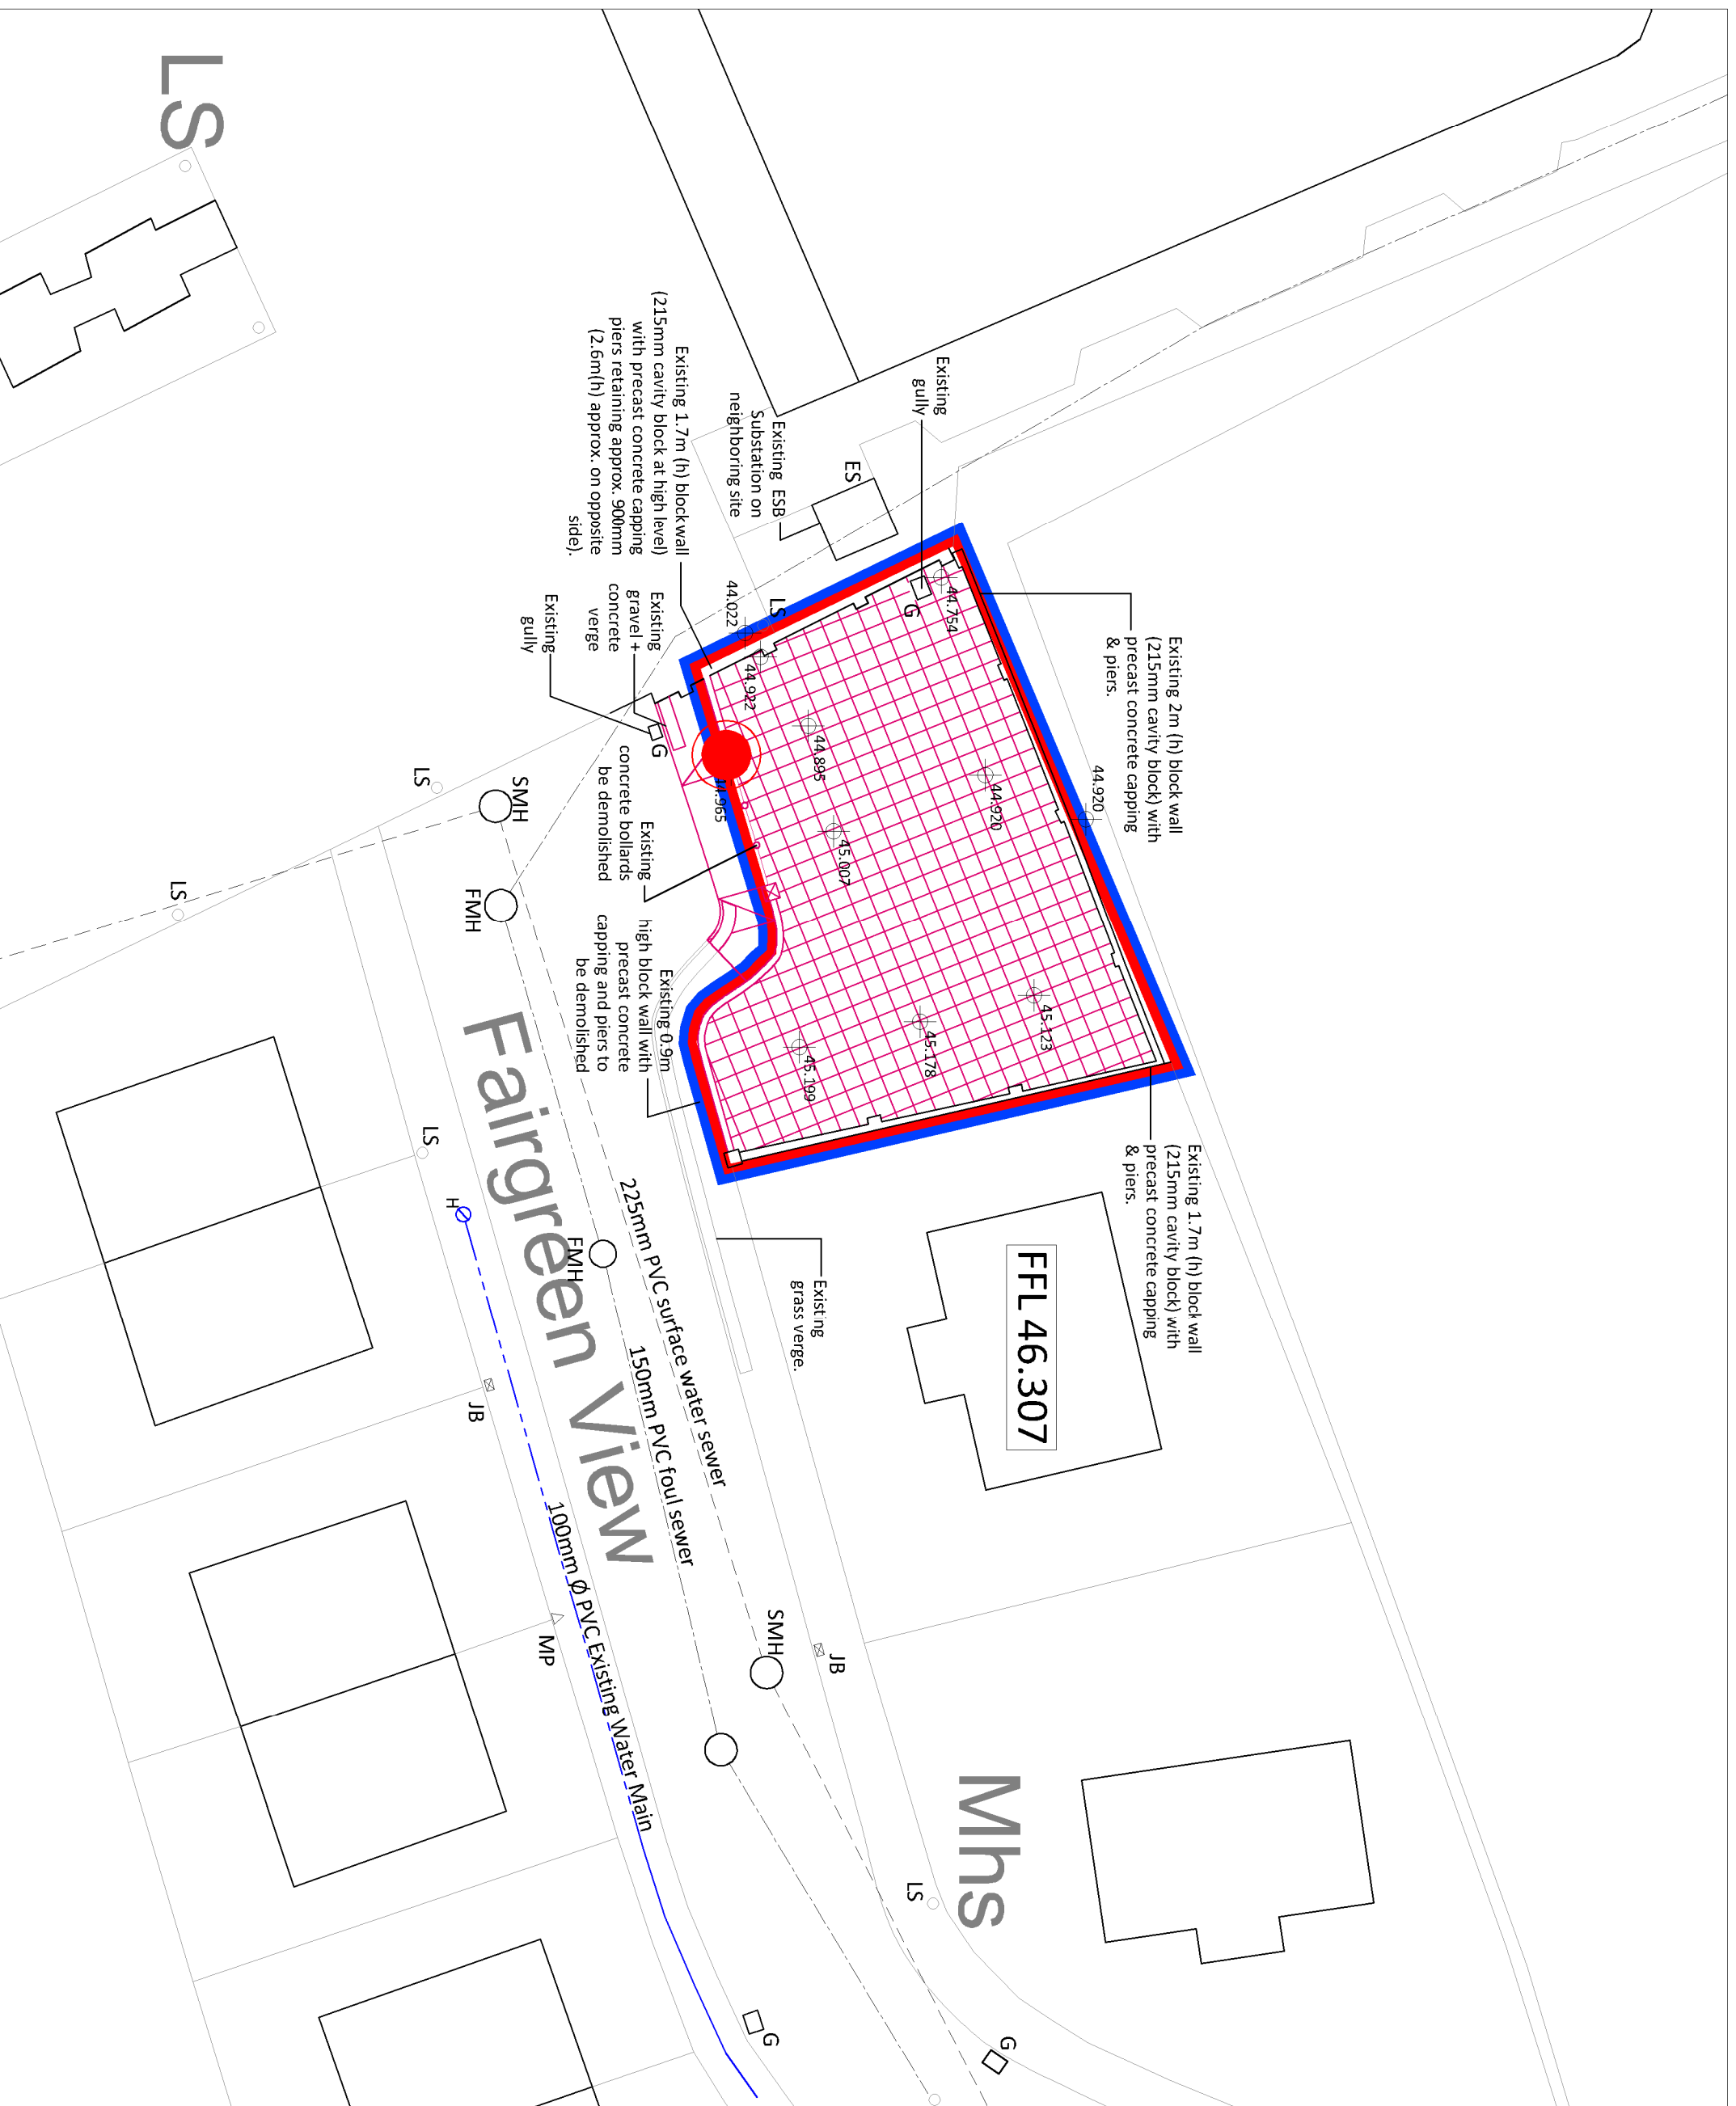 LS
Existing
gully
ES
Existing ESB
Substation on
neighboring site
Existing 1.7m (h) block wall
(215mm cavity block at high level)
with precast concrete capping
piers retaining approx. 900mm
(2.6m(h) approx. on opposite
side).
Existing 2m (h) block wall
(215mm cavity block) with
precast concrete capping
& piers.
44.754
G
LS
44.022
44.922
44.895
44.920
44.920
45.007
45.123
45.178
45.199
Existing
gravel +
concrete
verge
Existing
gully
G
LS
SMH
LS
FMH
Existing
concrete bollards
be demolished
Existing 0.9m
high block wall with
precast concrete
capping and piers to
be demolished
Existing 1.7m (h) block wall
(215mm cavity block) with
precast concrete capping
& piers.
FFL 46.307
Existing
grass verge.
Fairgreen View
225mm PVC surface water sewer
150mm PVC foul sewer
100mm Ø PVC Existing Water Main
LS
H
FMH
JB
MP
SMH
JB
Mhs
LS
G
G